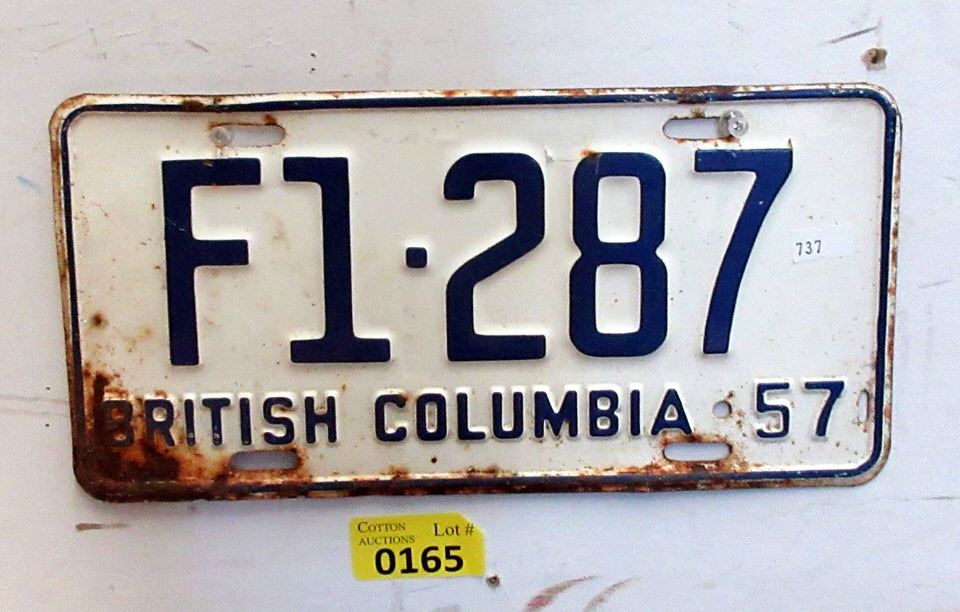 F1·287
737
BRITISH COLUMBIA 57
COTTON Lot #
AUCTIONS
0165